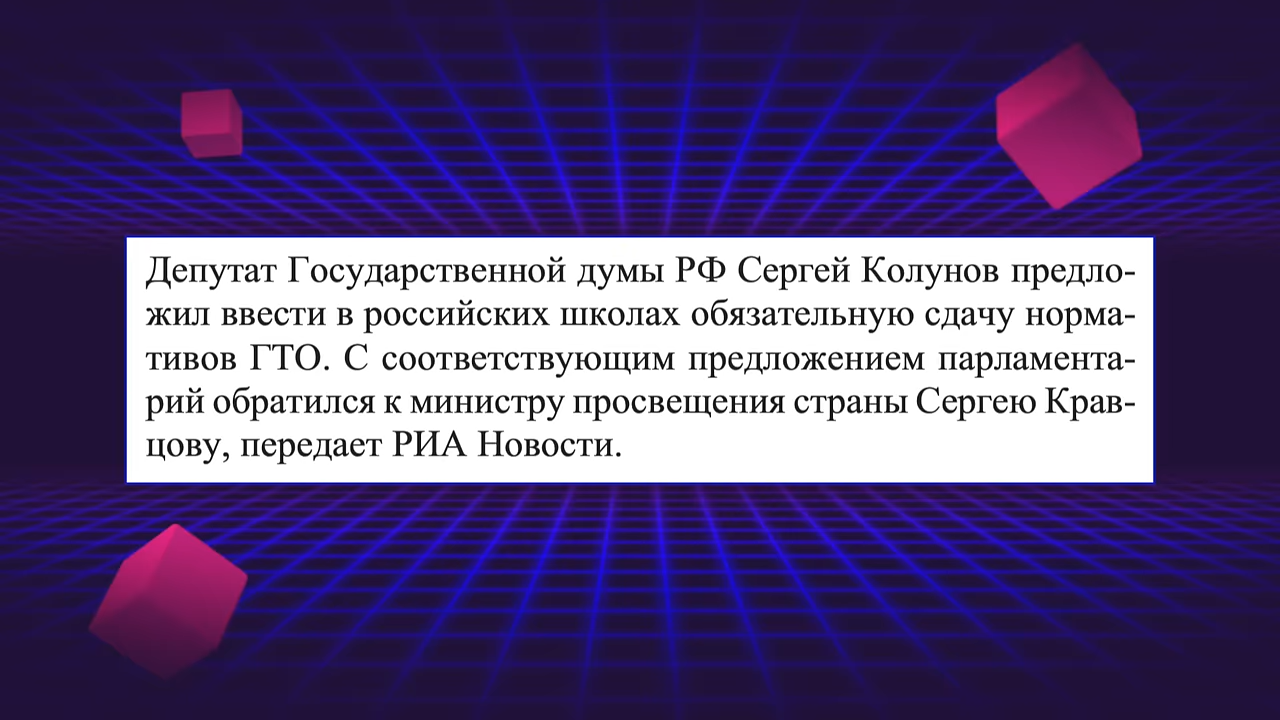 Депутат Государственной думы РФ Сергей Колунов предло-
жил ввести в российских школах обязательную сдачу норма-
тивов ГТО. С соответствующим предложением парламента-
рий обратился к министру просвещения страны Сергею Крав-
цову, передает РИА Новости.